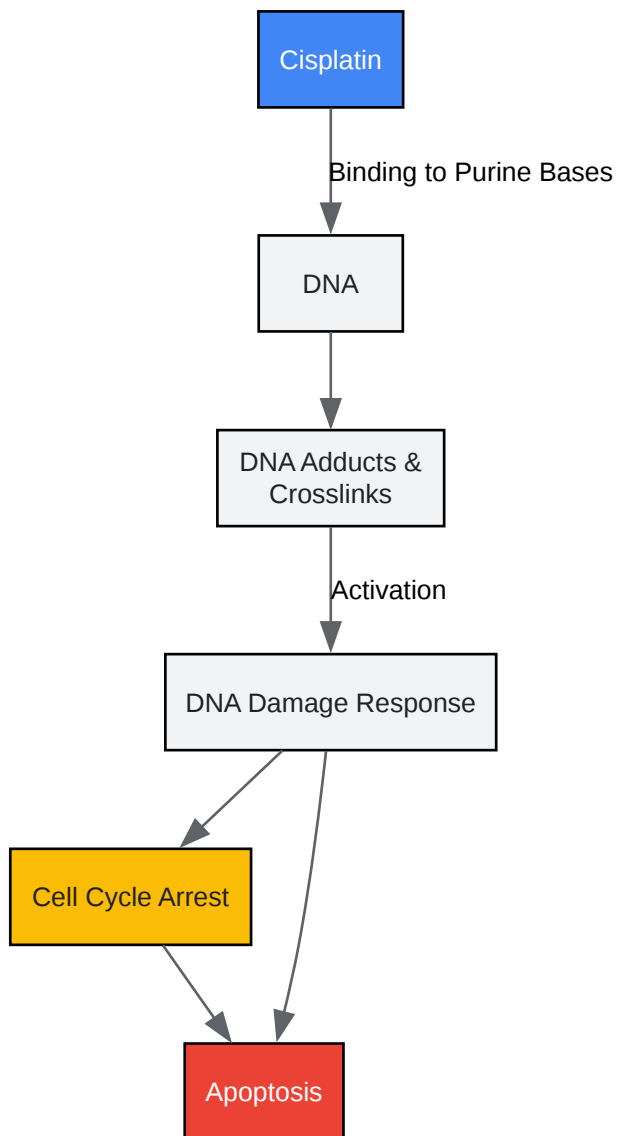 Cisplatin
Binding to Purine Bases
DNA
DNA Adducts &
Crosslinks
Activation
DNA Damage Response
Cell Cycle Arrest
Apoptosis